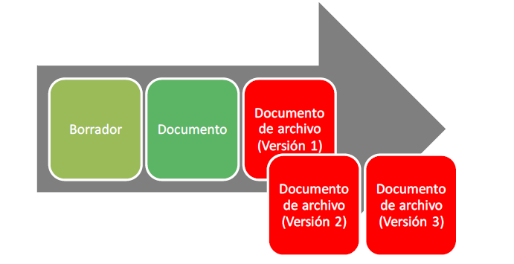 Borrador
Documento
Documento
de archivo
(Versión 1)
Documento
de archivo
(Versión 2)
Documento
de archivo
(Versión 3)